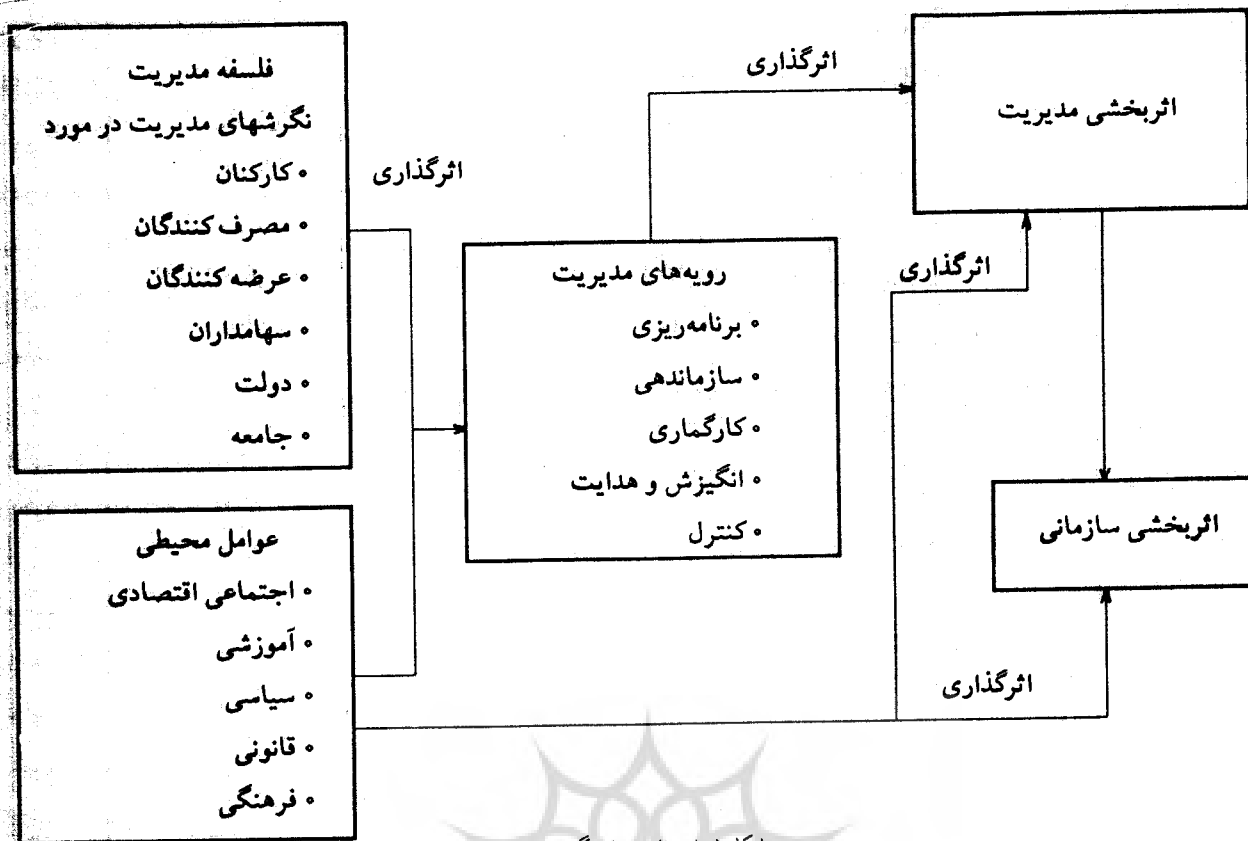 فلسفه مدیریت
نگرشهای مدیریت در مورد
• کارکنان
• مصرف کنندگان
• عرضه کنندگان
• سهامداران
• دولت
• جامعه
اثرگذاری
عوامل محیطی
• اجتماعی اقتصادی
• آموزشی
• سیاسی
• قانونی
• فرهنگی
رویه‌های مدیریت
• برنامه‌ریزی
• سازماندهی
• کارگماری
• انگیزش و هدایت
• کنترل
اثرگذاری
اثربخشی مدیریت
اثرگذاری
اثربخشی سازمانی
اثرگذاری